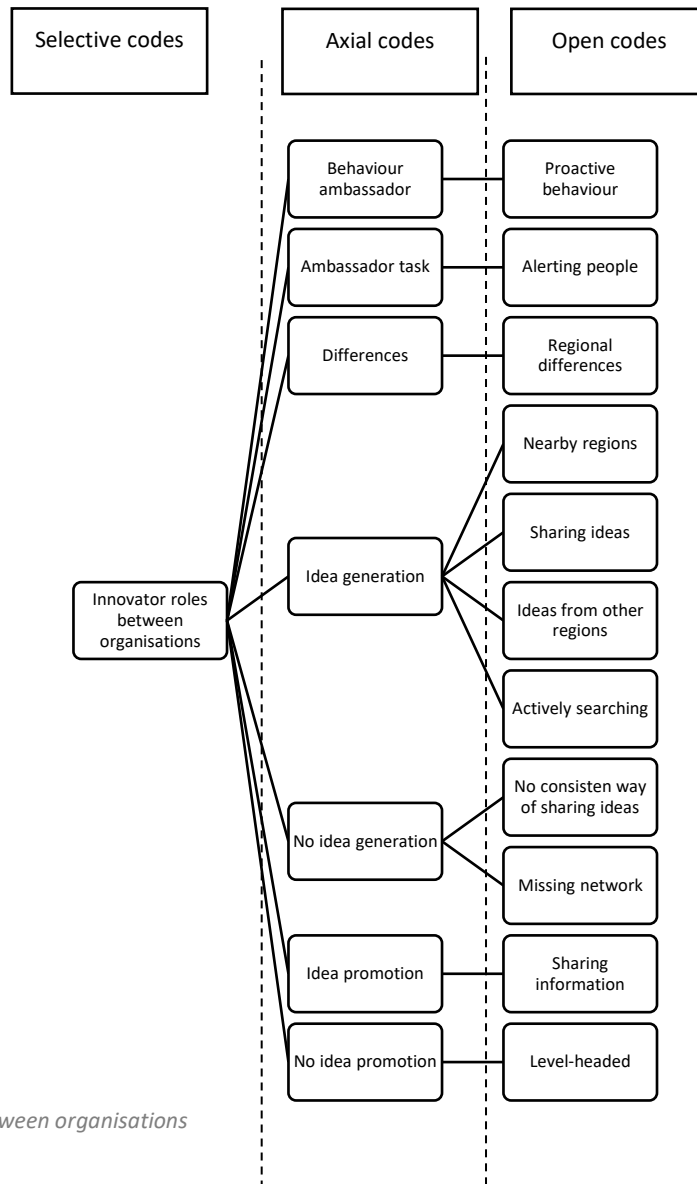 Selective codes
Axial codes
Open codes
Behaviour
ambassador
Proactive
behaviour
Ambassador task
Alerting people
Differences
Regional
differences
Nearby regions
Sharing ideas
Idea generation
Innovator roles
between
organisations
Ideas from other
regions
Actively searching
No consisten way
of sharing ideas
No idea generation
Missing network
Idea promotion
Sharing
information
No idea promotion
Level-headed
ween organisations